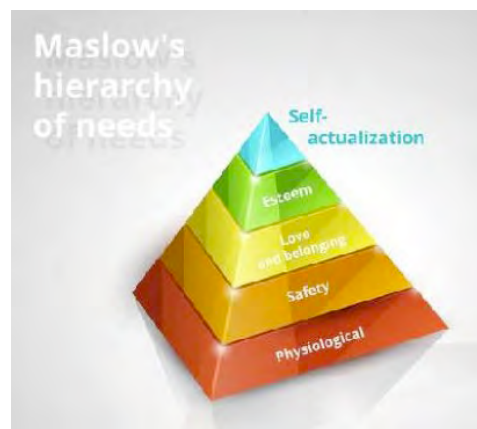 Maslow's
hierarchy
of needs
Self-
actualization
Esteem
Love
and belonging
Safety
Physiological